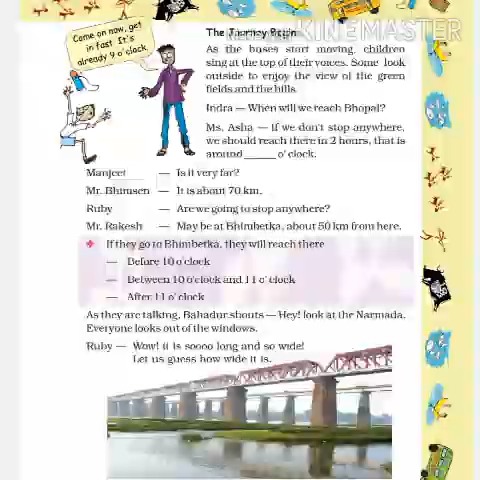 KINEMASTER
Come on now, get
in fast. It's
already 9 o'clock.
The Journey Begins
As the buses start moving, children
sing at the top of their voices. Some look
outside to enjoy the view of the green
fields and the hills.
Indra — When will we reach Bhopal?
Ms. Asha — If we don't stop anywhere,
we should reach there in 2 hours, that is
around ______ o'clock.
Manjeet — Is it very far?
Mr. Bhimsen — It is about 70 km.
Ruby — Are we going to stop anywhere?
Mr. Rakesh — May be at Bhimbetka, about 50 km from here.
If they go to Bhimbetka, they will reach there
— Before 10 o'clock
— Between 10 o'clock and 11 o'clock
— After 11 o'clock
As they are talking, Bahadur shouts — Hey! look at the Narmada.
Everyone looks out of the windows.
Ruby — Wow! it is soooo long and so wide!
Let us guess how wide it is.